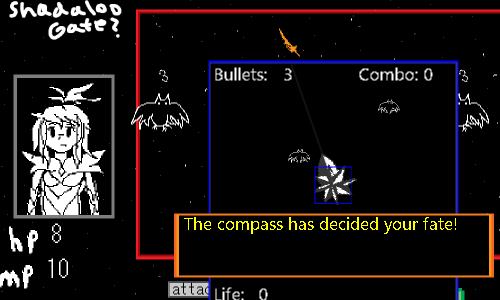 Shadaloo
Gate?
3
Bullets: 3
Combo: 0
3
The compass has decided your fate!
hp 8
mp 10
attac
Life: 0